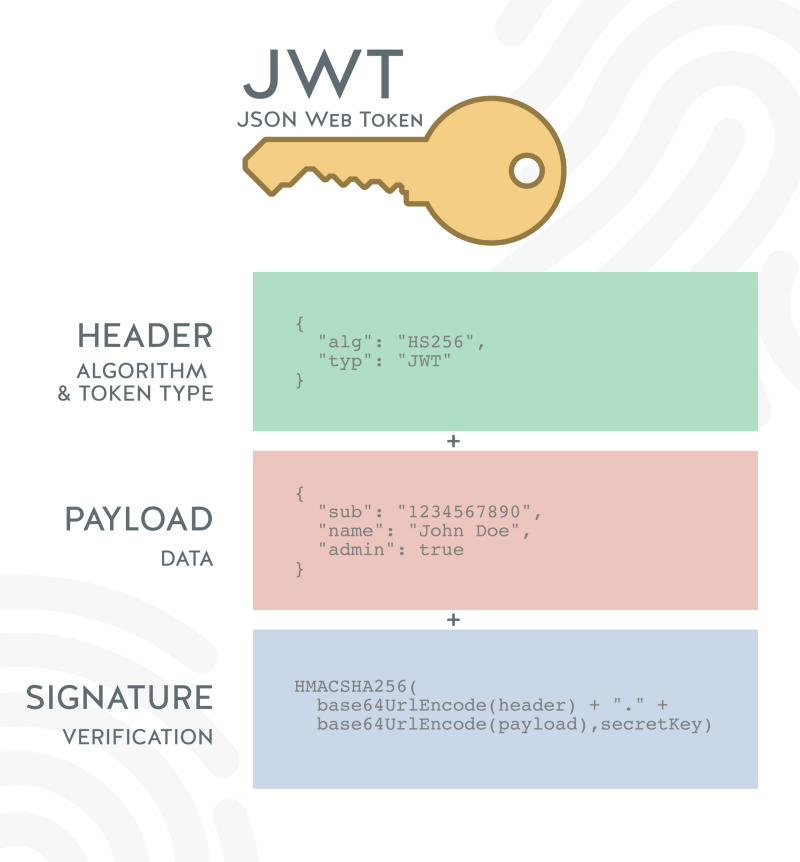 JWT
JSON Web Token
HEADER
ALGORITHM
& TOKEN TYPE
{
  "alg": "HS256",
  "typ": "JWT"
}
+
PAYLOAD
DATA
{
  "sub": "1234567890",
  "name": "John Doe",
  "admin": true
}
+
SIGNATURE
VERIFICATION
HMACSHA256(
  base64UrlEncode(header) + "." +
  base64UrlEncode(payload),secretKey)